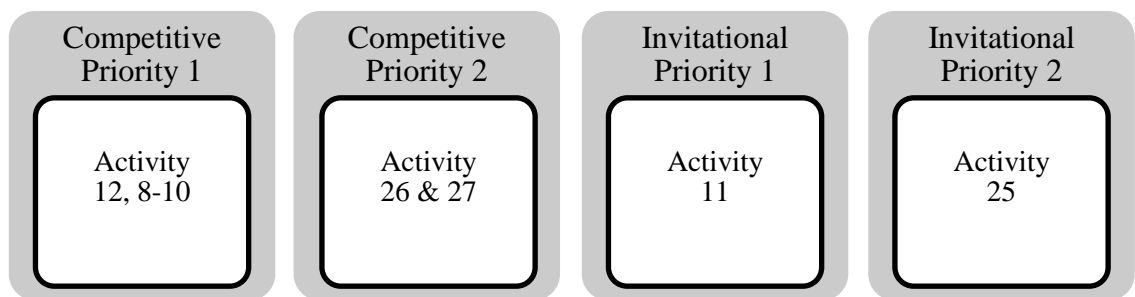 Competitive
Priority 1
Activity
12, 8-10
Competitive
Priority 2
Activity
26 & 27
Invitational
Priority 1
Activity
11
Invitational
Priority 2
Activity
25